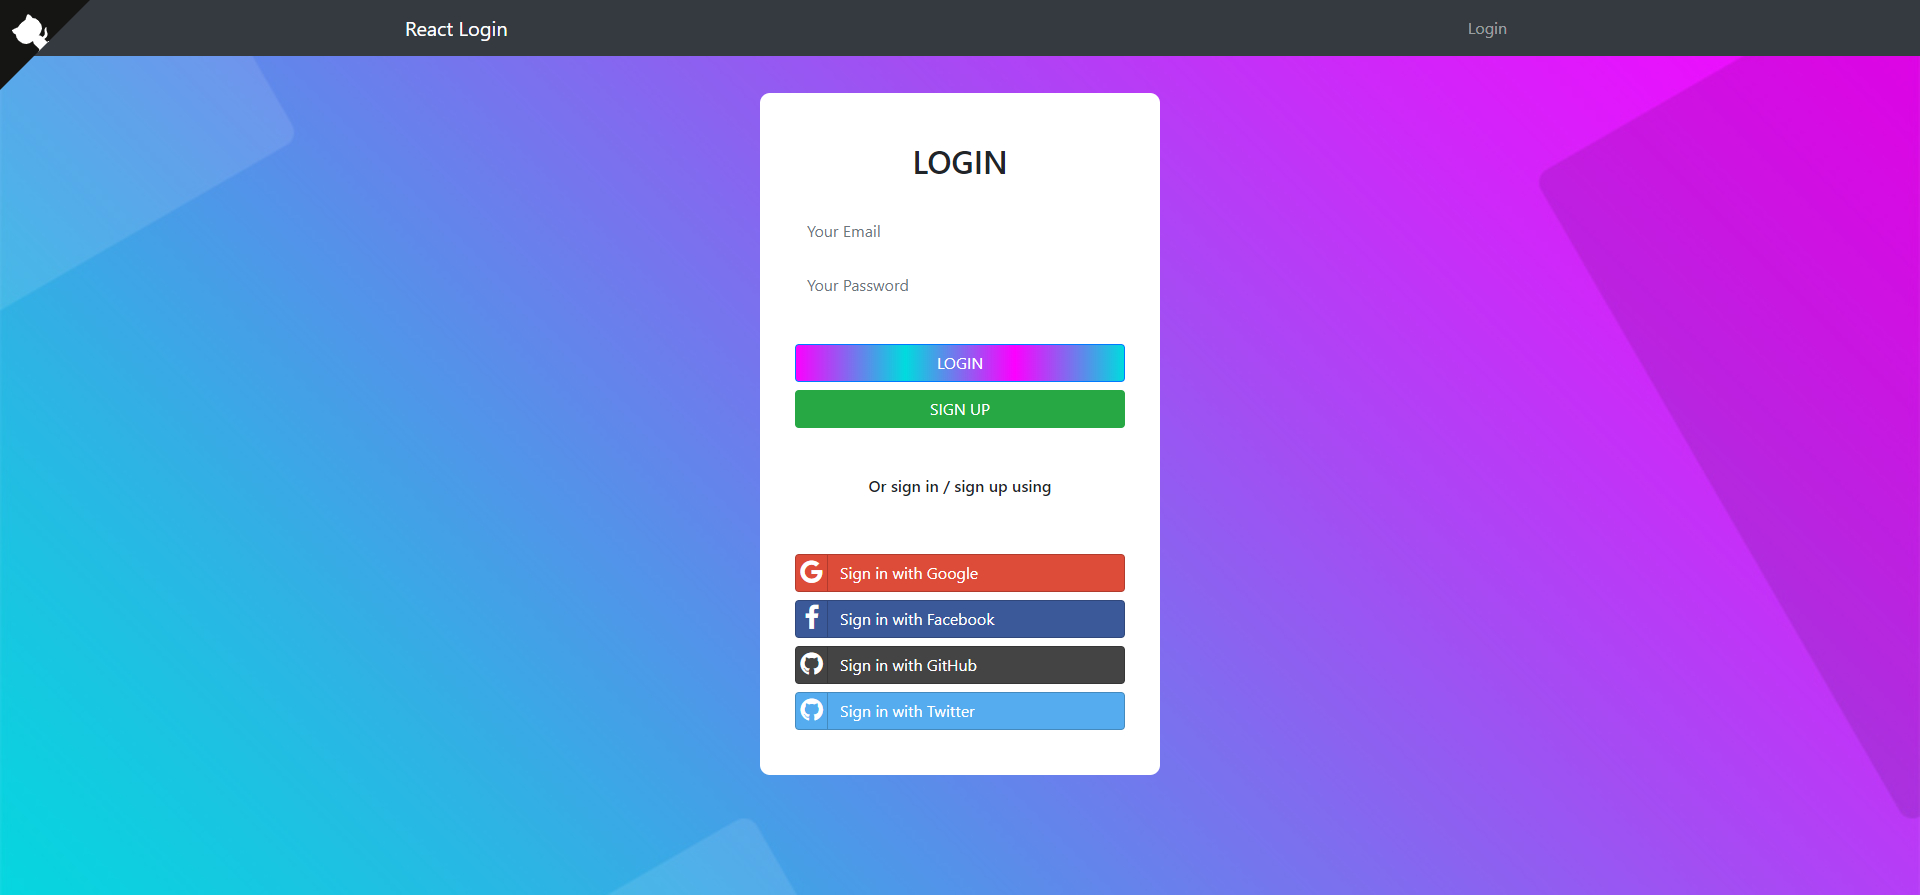 React Login
Login
LOGIN
Your Email
Your Password
LOGIN
SIGN UP
Or sign in / sign up using
Sign in with Google
Sign in with Facebook
Sign in with GitHub
Sign in with Twitter